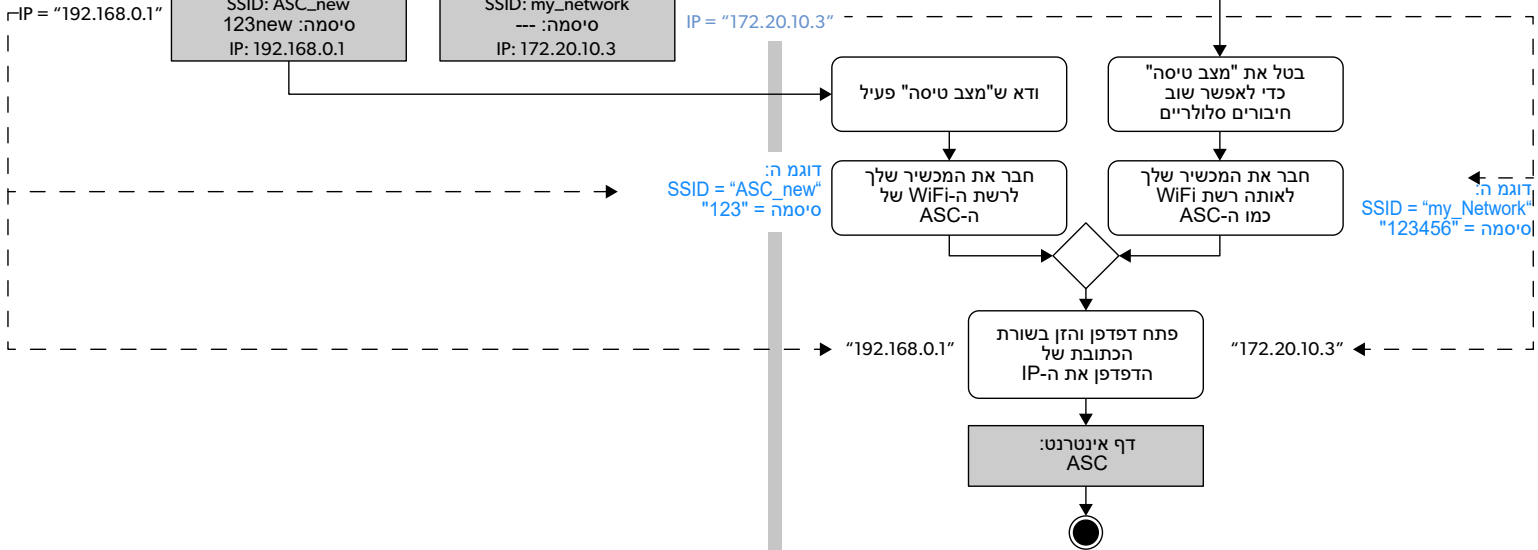 IP = “192.168.0.1”
SSID: ASC_new
סיסמה: 123new
IP: 192.168.0.1
SSID: my_network
סיסמה: ---
IP: 172.20.10.3
IP = “172.20.10.3”
ודא ש"מצב טיסה" פעיל
בטל את "מצב טיסה"
כדי לאפשר שוב
חיבורים סלולריים
דוגמ ה:
SSID = “ASC_new“
סיסמה = "123"
חבר את המכשיר שלך
לרשת ה-WiFi של
ה-ASC
חבר את המכשיר שלך
לאותה רשת WiFi
כמו ה-ASC
דוגמ ה:
SSID = “my_Network“
סיסמה = "123456"
“192.168.0.1”
פתח דפדפן והזן בשורת
הכתובת של
הדפדפן את ה-IP
“172.20.10.3”
דף אינטרנט:
ASC